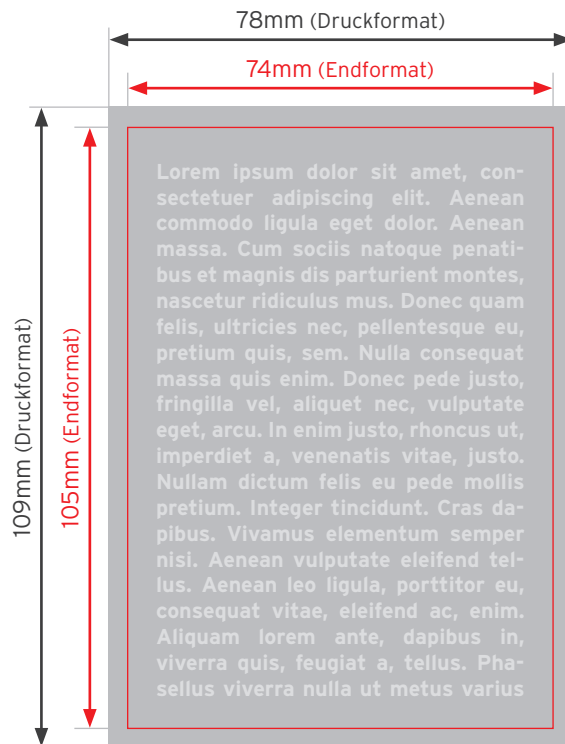 78mm (Druckformat)
74mm (Endformat)
109mm (Druckformat)
105mm (Endformat)
Lorem ipsum dolor sit amet, con-
sectetuer adipiscing elit. Aenean
commodo ligula eget dolor. Aenean
massa. Cum sociis natoque penati-
bus et magnis dis parturient montes,
nascetur ridiculus mus. Donec quam
felis, ultricies nec, pellentesque eu,
pretium quis, sem. Nulla consequat
massa quis enim. Donec pede justo,
fringilla vel, aliquet nec, vulputate
eget, arcu. In enim justo, rhoncus ut,
imperdiet a, venenatis vitae, justo.
Nullam dictum felis eu pede mollis
pretium. Integer tincidunt. Cras da-
pibus. Vivamus elementum semper
nisi. Aenean vulputate eleifend tel-
lus. Aenean leo ligula, porttitor eu,
consequat vitae, eleifend ac, enim.
Aliquam lorem ante, dapibus in,
viverra quis, feugiat a, tellus. Pha-
sellus viverra nulla ut metus varius